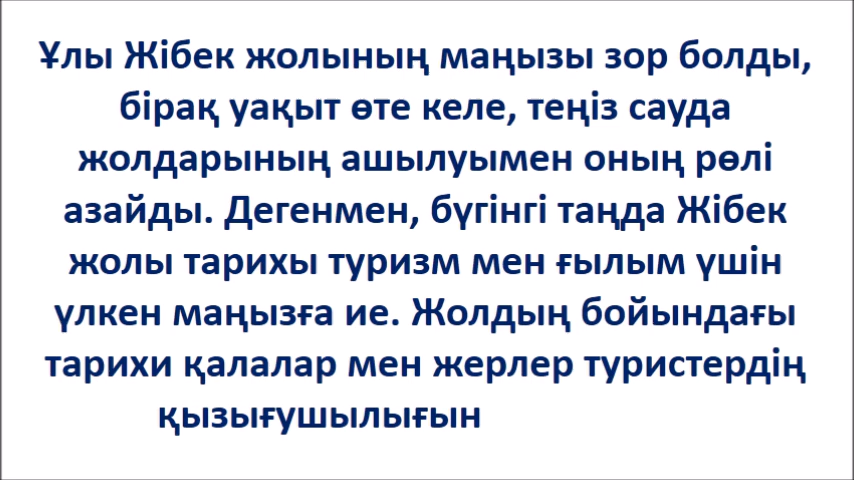 Ұлы Жібек жолының маңызы зор болды,
бірақ уақыт өте келе, теңіз сауда
жолдарының ашылуымен оның рөлі
азайды. Дегенмен, бүгінгі таңда Жібек
жолы тарихы туризм мен ғылым үшін
үлкен маңызға ие. Жолдың бойындағы
тарихи қалалар мен жерлер туристердің
қызығушылығын